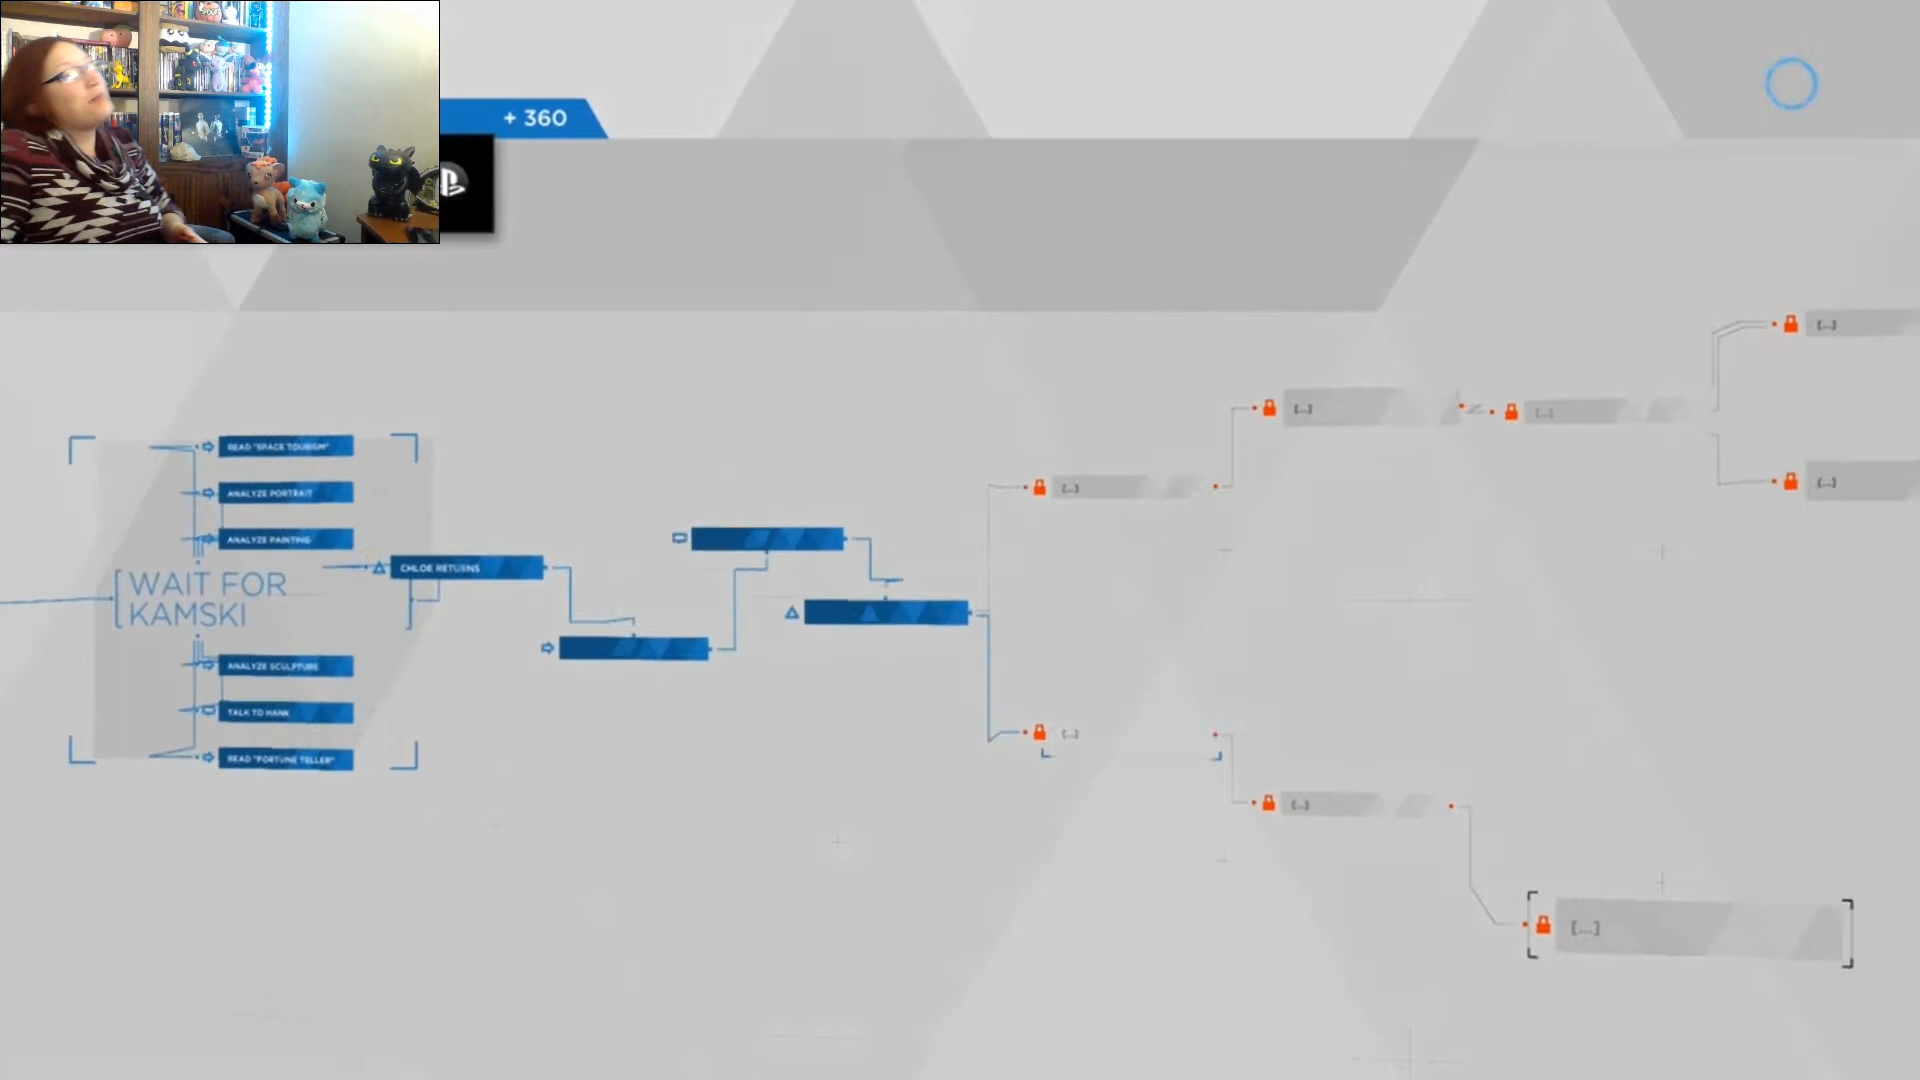 + 360
READ "SPACE TOURISM"
ANALYZE PORTRAIT
ANALYZE PAINTING
WAIT FOR
KAMSKI
CHLOE RETURNS
ANALYZE SCULPTURE
TALK TO HANK
READ "FORTUNE TELLER"
[...]
[...]
[...]
[...]
[...]
[...]
[...]
[...]